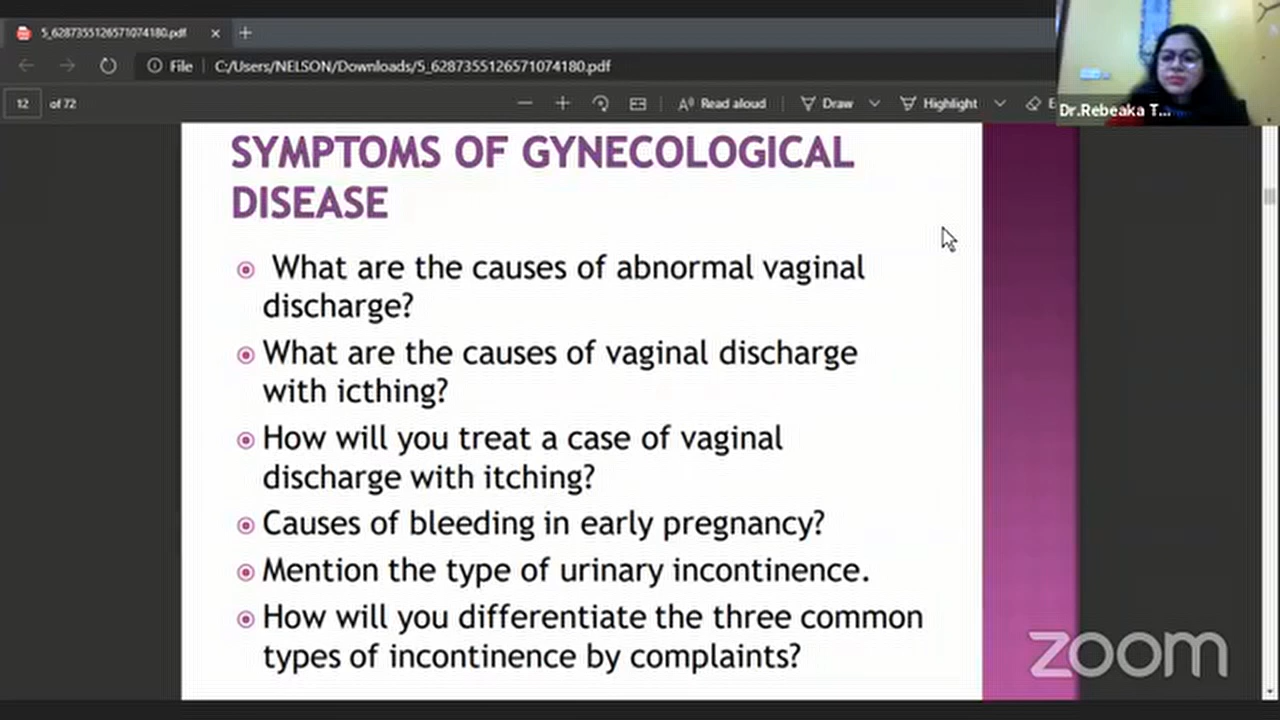 5_6287355126571074180.pdf
File
C:/Users/NELSON/Downloads/5_6287355126571074180.pdf
12 of 72
Read aloud
Draw
Highlight
Dr.Rebeaka T...
SYMPTOMS OF GYNECOLOGICAL
DISEASE
What are the causes of abnormal vaginal
discharge?
What are the causes of vaginal discharge
with icthing?
How will you treat a case of vaginal
discharge with itching?
Causes of bleeding in early pregnancy?
Mention the type of urinary incontinence.
How will you differentiate the three common
types of incontinence by complaints?
zoom